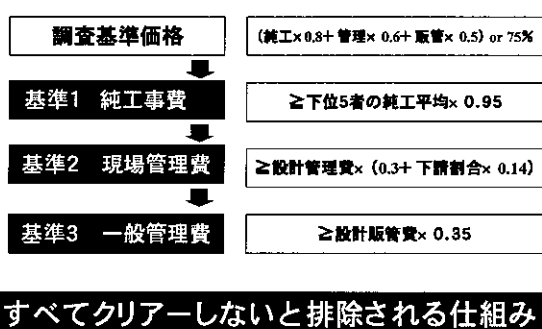 調査基準価格
(純工×0.8+管理×0.6+販管×0.5) or 75%
基準1 純工事費
≧下位5者の純工平均×0.95
基準2 現場管理費
≧設計管理費×(0.3+下請割合×0.14)
基準3 一般管理費
≧設計販管費×0.35
すべてクリアーしないと排除される仕組み